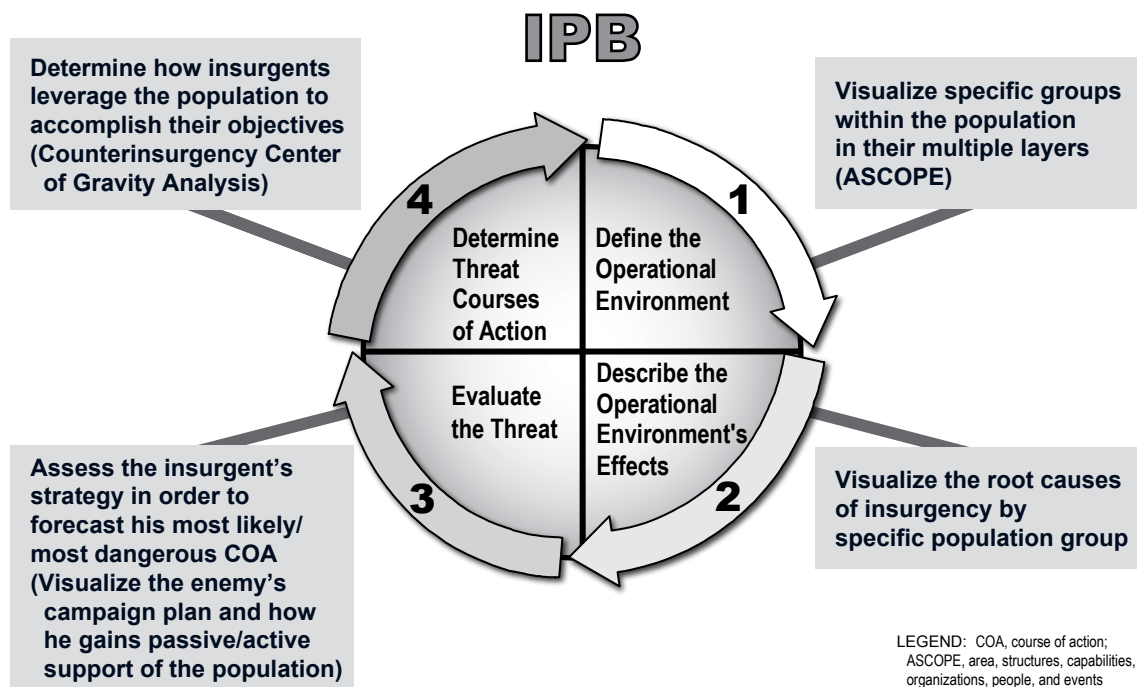 IPB
Determine how insurgents
leverage the population to
accomplish their objectives
(Counterinsurgency Center
of Gravity Analysis)
Visualize specific groups
within the population
in their multiple layers
(ASCOPE)
4
1
Determine
Threat
Courses
of Action
Define the
Operational
Environment
Evaluate
the Threat
Describe the
Operational
Environment's
Effects
3
2
Assess the insurgent’s
strategy in order to
forecast his most likely/
most dangerous COA
(Visualize the enemy’s
campaign plan and how
he gains passive/active
support of the population)
Visualize the root causes
of insurgency by
specific population group
LEGEND: COA, course of action;
ASCOPE, area, structures, capabilities,
organizations, people, and events